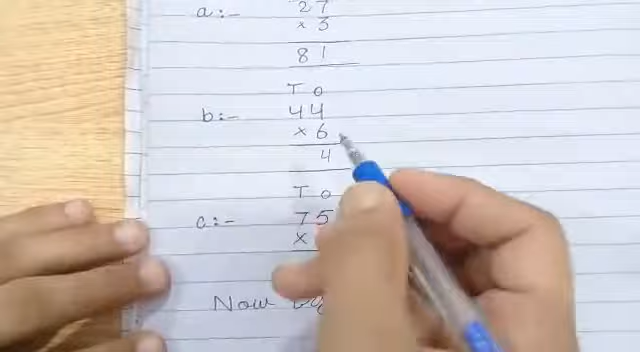 a:- 27
× 3
81
T O
b:- 44
× 6
4
T O
c:- 75
×
Now